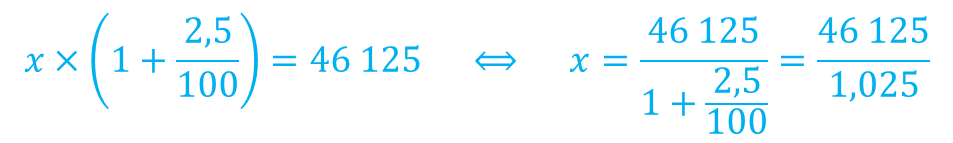 x × (1 + 2,5/100) = 46 125 ⇔ x = 46 125/(1 + 2,5/100) = 46 125/1,025